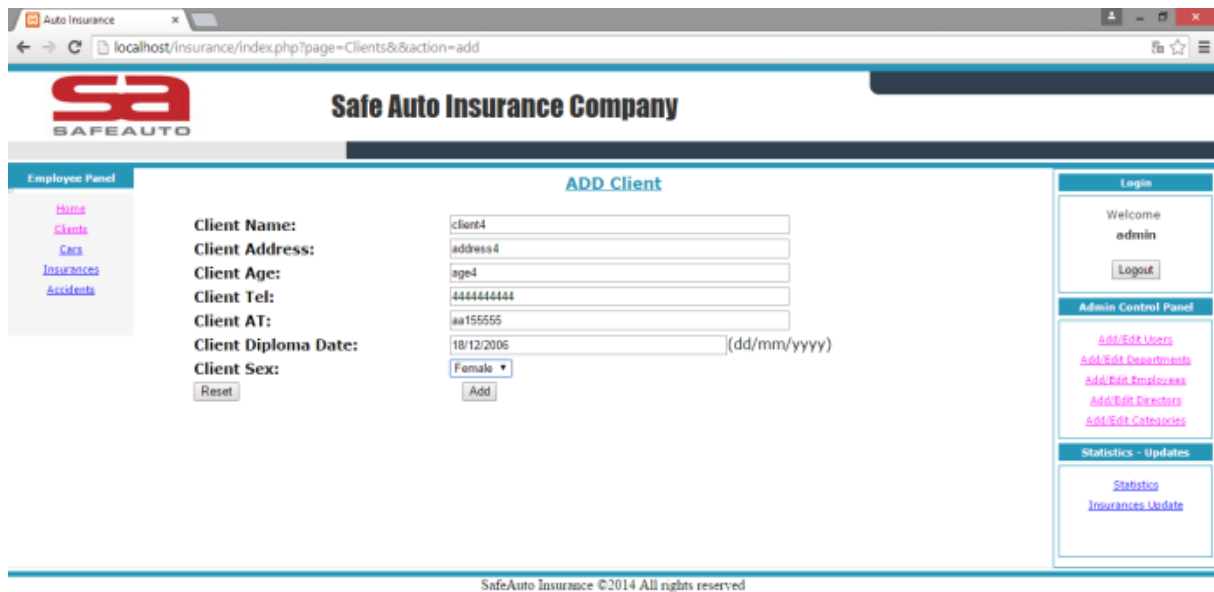 Auto Insurance
localhost/insurance/index.php?page=Clients&&action=add
sa
SAFEAUTO
Safe Auto Insurance Company
Employee Panel
Home
Clients
Cars
Insurances
Accidents
ADD Client
Client Name: client4
Client Address: address4
Client Age: age4
Client Tel: 4444444444
Client AT: aa155555
Client Diploma Date: 18/12/2006 (dd/mm/yyyy)
Client Sex: Female
Reset Add
Login
Welcome
admin
Logout
Admin Control Panel
Add/Edit Users
Add/Edit Departments
Add/Edit Employees
Add/Edit Directors
Add/Edit Categories
Statistics - Updates
Statistics
Insurances Update
SafeAuto Insurance ©2014 All rights reserved